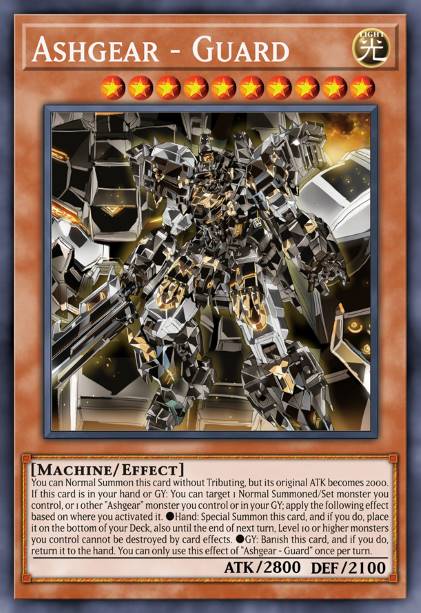 Ashgear - Guard
LIGHT
光
[Machine/Effect]
You can Normal Summon this card without Tributing, but its original ATK becomes 2000.
If this card is in your hand or GY: You can target 1 Normal Summoned/Set monster you
control, or 1 other "Ashgear" monster you control or in your GY; apply the following effect
based on where you activated it. ●Hand: Special Summon this card, and if you do, place
it on the bottom of your Deck, also until the end of next turn, Level 10 or higher monsters
you control cannot be destroyed by card effects. ●GY: Banish this card, and if you do,
return it to the hand. You can only use this effect of "Ashgear - Guard" once per turn.
ATK/2800 DEF/2100